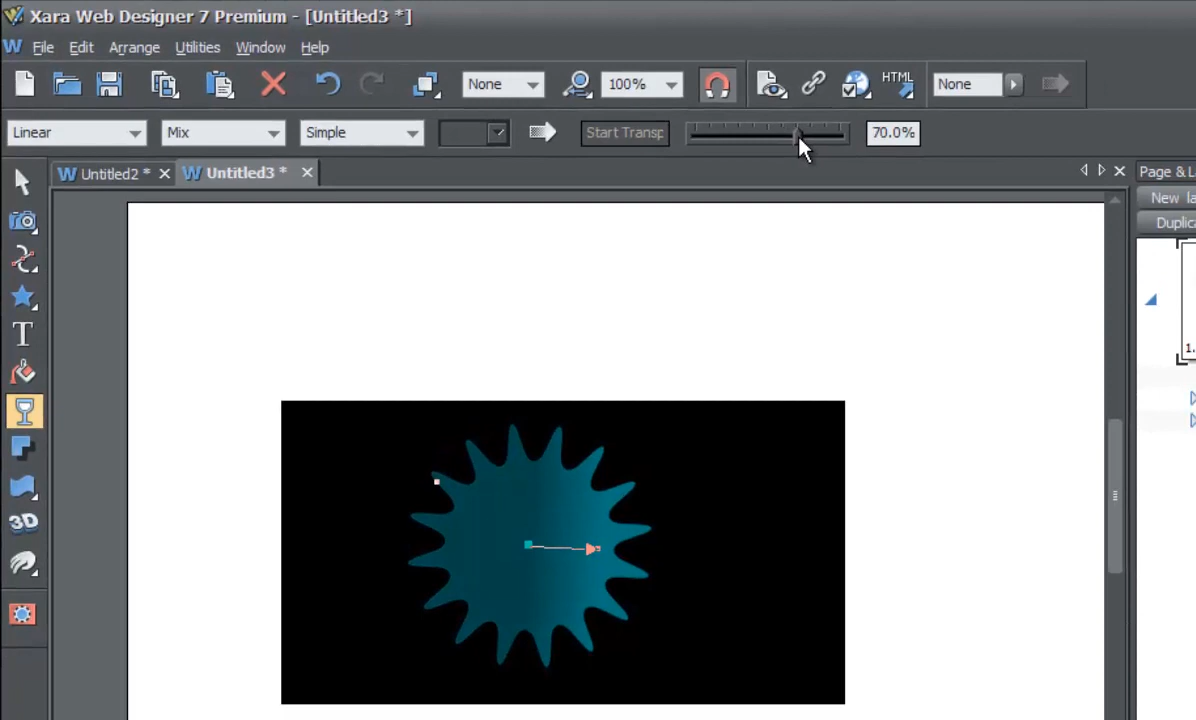 Xara Web Designer 7 Premium - [Untitled3 *]
File Edit Arrange Utilities Window Help
None 100% HTML None
Linear Mix Simple Start Transp 70.0%
Untitled2 * Untitled3 * Page & L
New la
Duplic
1.
T
3D